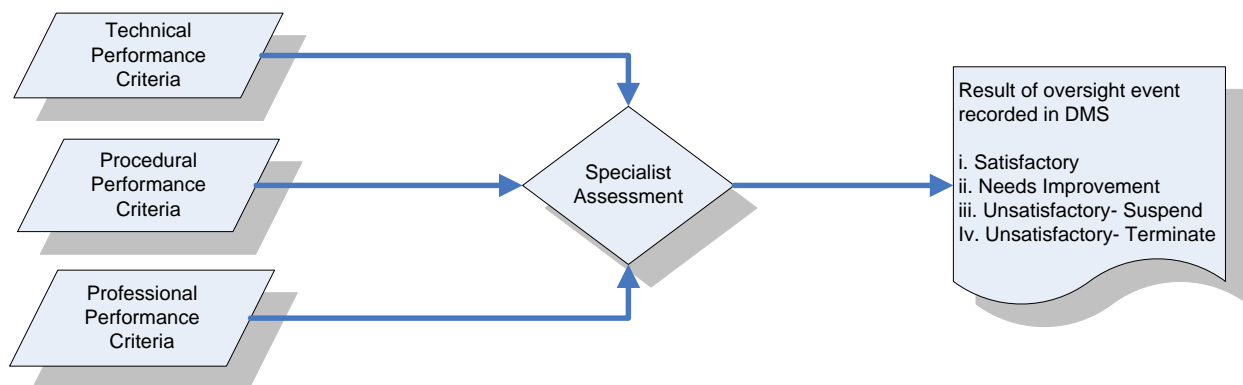 Technical
Performance
Criteria
Procedural
Performance
Criteria
Professional
Performance
Criteria
Specialist
Assessment
Result of oversight event
recorded in DMS
i. Satisfactory
ii. Needs Improvement
iii. Unsatisfactory- Suspend
Iv. Unsatisfactory- Terminate